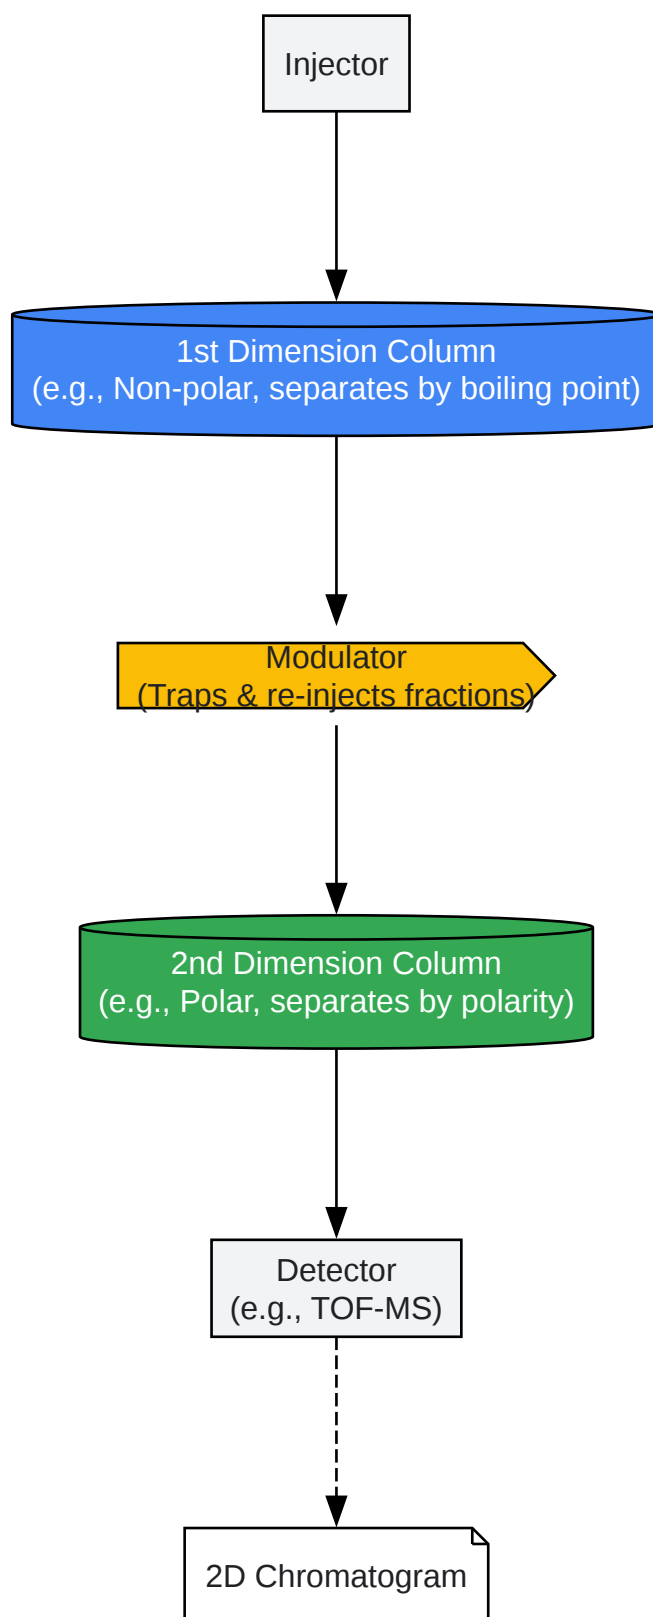 Injector
1st Dimension Column
(e.g., Non-polar, separates by boiling point)
Modulator
(Traps & re-injects fractions)
2nd Dimension Column
(e.g., Polar, separates by polarity)
Detector
(e.g., TOF-MS)
2D Chromatogram